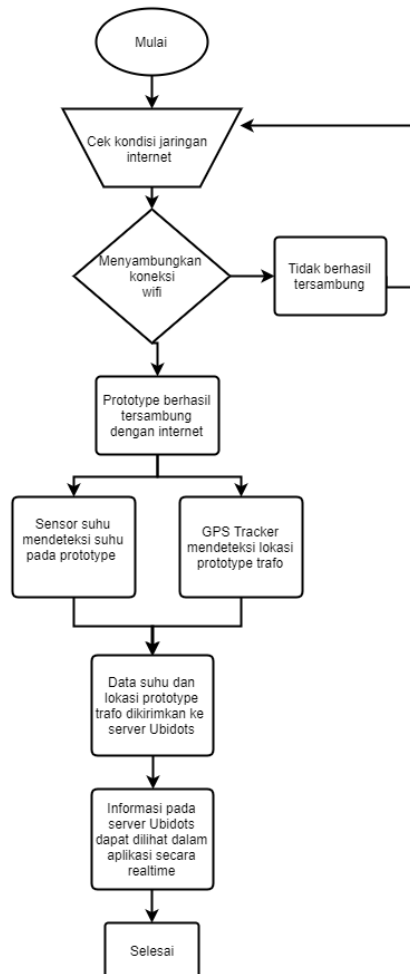 Mulai
Cek kondisi jaringan
internet
Menyambungkan
koneksi
wifi
Tidak berhasil
tersambung
Prototype berhasil
tersambung
dengan internet
Sensor suhu
mendeteksi suhu
pada prototype
GPS Tracker
mendeteksi lokasi
prototype trafo
Data suhu dan
lokasi prototype
trafo dikirimkan ke
server Ubidots
Informasi pada
server Ubidots
dapat dilihat dalam
aplikasi secara
realtime
Selesai